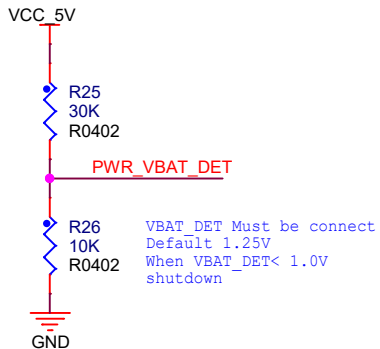 VCC_5V
R25
30K
R0402
PWR_VBAT_DET
R26
10K
R0402
VBAT_DET Must be connect
Default 1.25V
When VBAT_DET< 1.0V
shutdown
GND